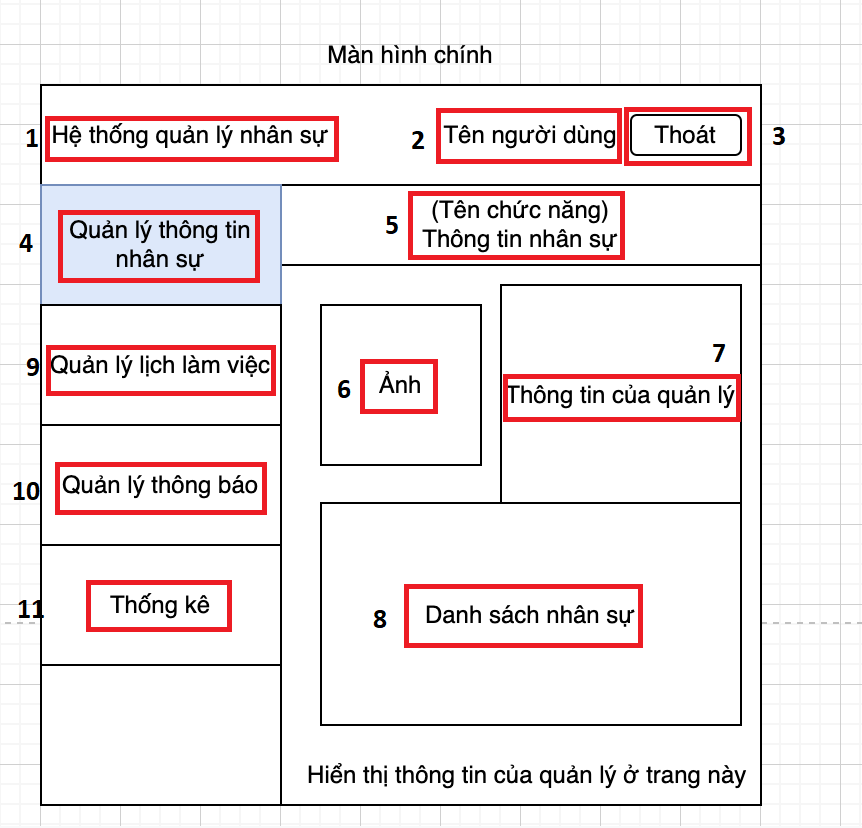 Màn hình chính
1 Hệ thống quản lý nhân sự 2 Tên người dùng Thoát 3
4 Quản lý thông tin
nhân sự
5 (Tên chức năng)
Thông tin nhân sự
9 Quản lý lịch làm việc
6 Ảnh
7
Thông tin của quản lý
10 Quản lý thông báo
11 Thống kê
8 Danh sách nhân sự
Hiển thị thông tin của quản lý ở trang này